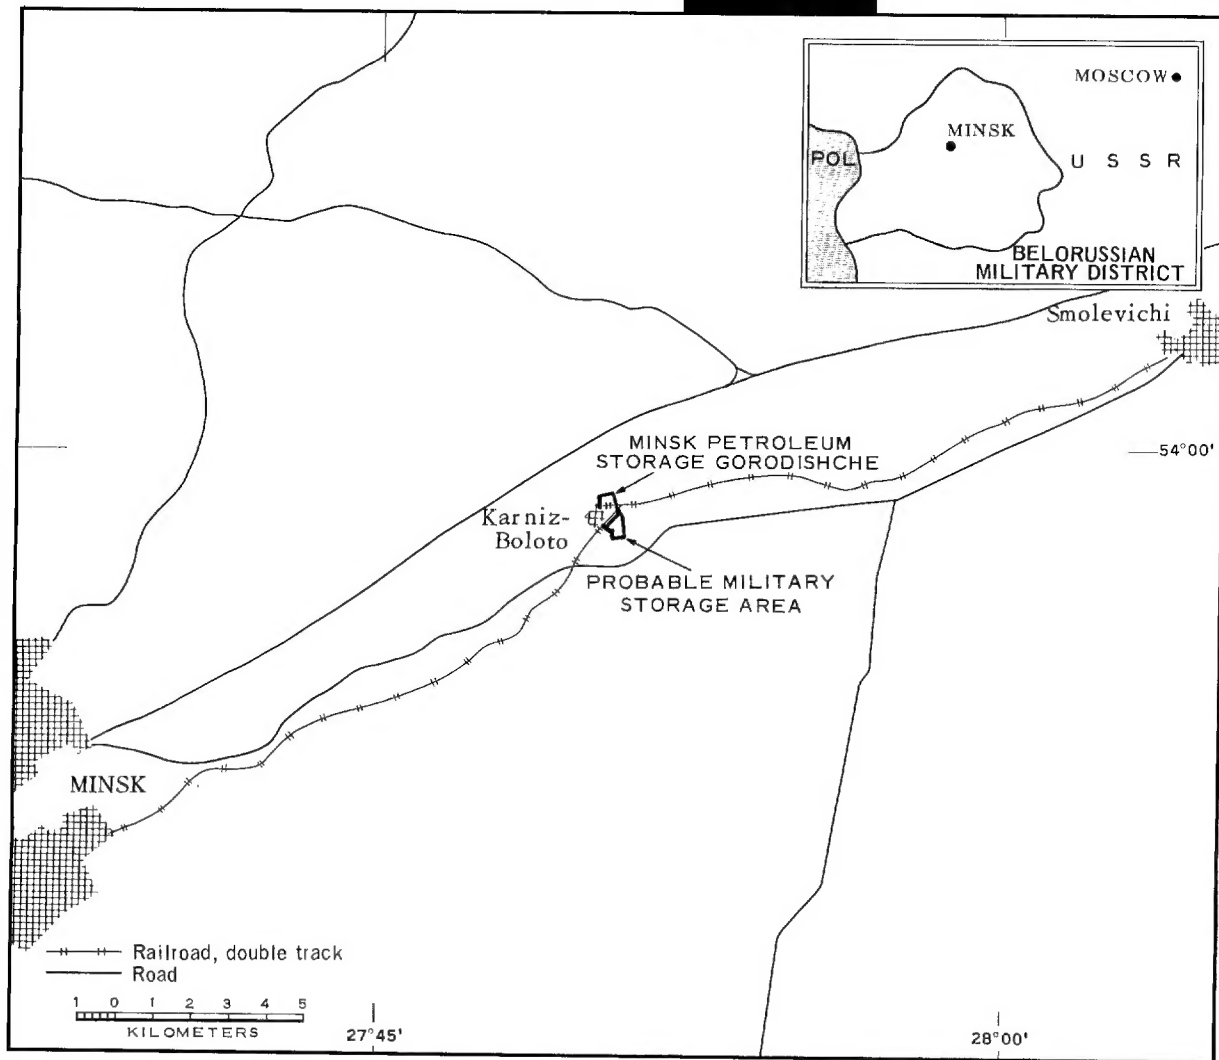 MOSCOW
MINSK
POL
U S S R
BELORUSSIAN
MILITARY DISTRICT
Smolevichi
54°00'
MINSK PETROLEUM
STORAGE GORODISHCHE
Karniz-
Boloto
PROBABLE MILITARY
STORAGE AREA
MINSK
Railroad, double track
Road
1 0 1 2 3 4 5
KILOMETERS
27°45'
28°00'